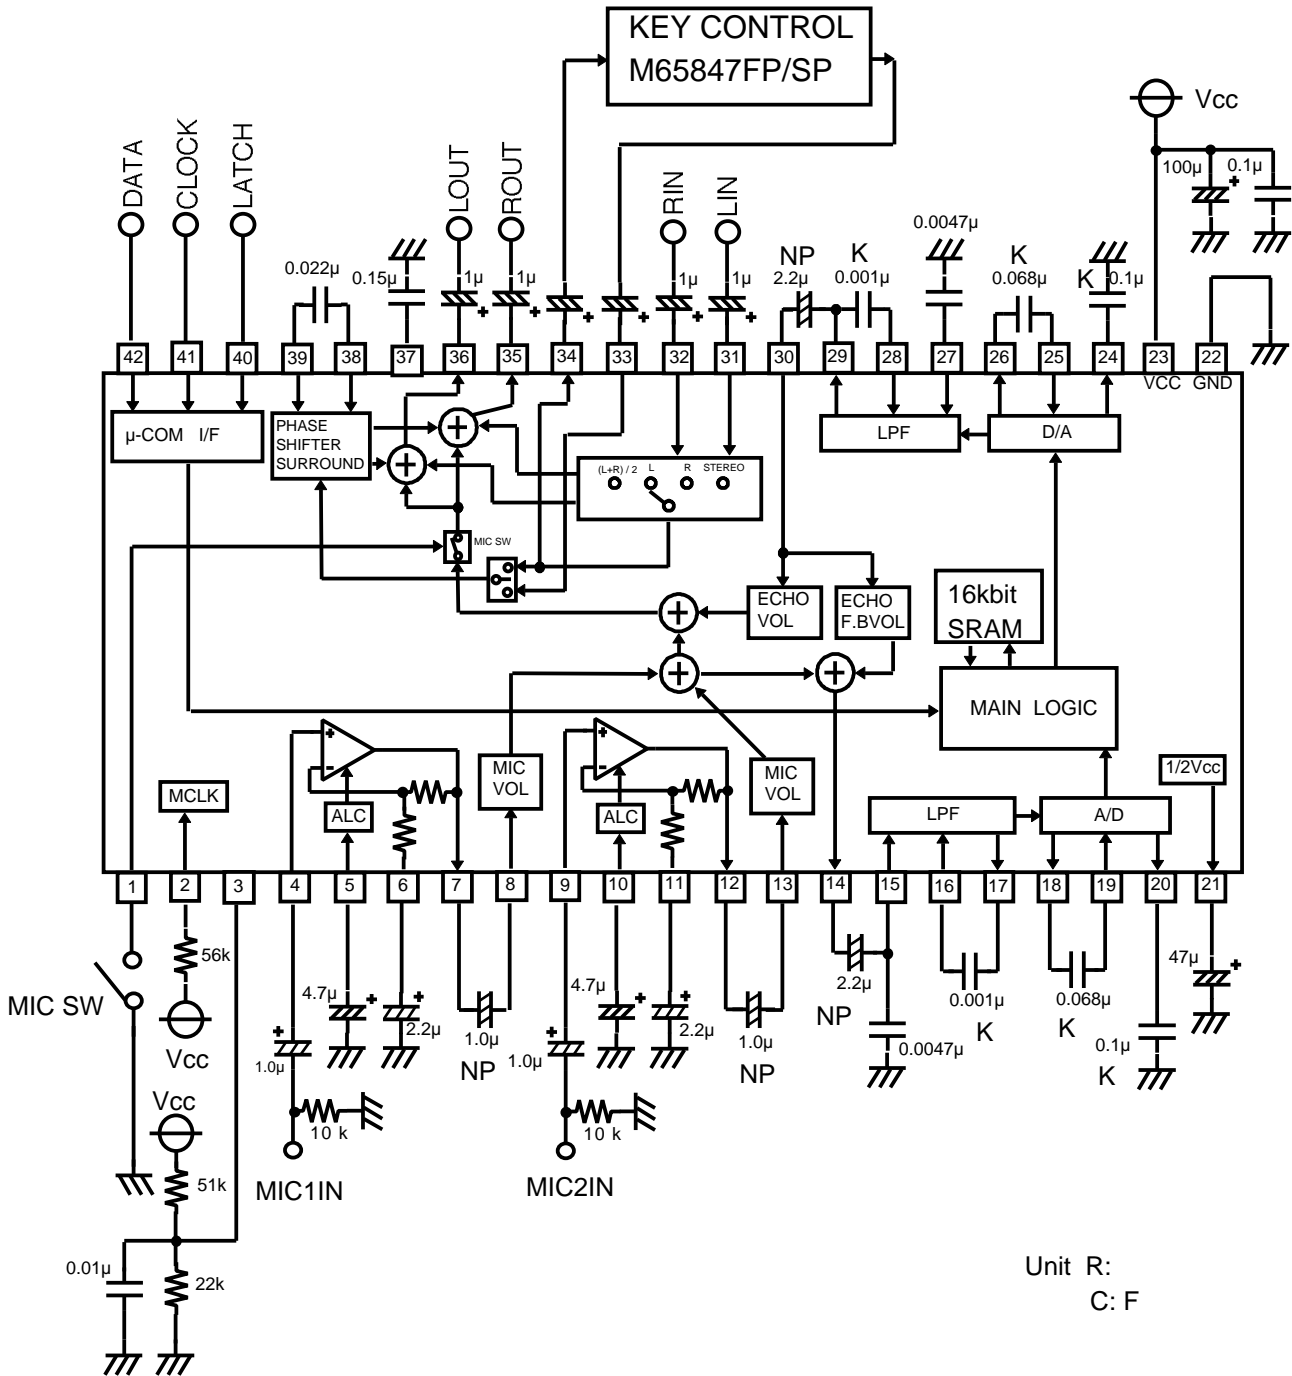 KEY CONTROL
M65847FP/SP
Vcc
100µ
+
0.1µ
DATA
CLOCK
LATCH
LOUT
ROUT
RIN
LIN
0.022µ
0.15µ
1µ
+
1µ
+
+
+
1µ
+
1µ
+
NP
2.2µ
K
0.001µ
0.0047µ
K
0.068µ
K
0.1µ
42
41
40
39
38
37
36
35
34
33
32
31
30
29
28
27
26
25
24
23
22
VCC
GND
µ-COM I/F
PHASE
SHIFTER
SURROUND
(L+R) / 2
L
R
STEREO
LPF
D/A
MIC SW
ECHO
VOL
ECHO
F.BVOL
16kbit
SRAM
MAIN LOGIC
MCLK
ALC
MIC
VOL
ALC
MIC
VOL
LPF
A/D
1/2Vcc
1
2
3
4
5
6
7
8
9
10
11
12
13
14
15
16
17
18
19
20
21
MIC SW
56k
Vcc
Vcc
51k
0.01µ
22k
+
1.0µ
10 k
MIC1IN
4.7µ
+
+
2.2µ
1.0µ
NP
+
1.0µ
10 k
MIC2IN
4.7µ
+
+
2.2µ
1.0µ
NP
2.2µ
NP
0.0047µ
0.001µ
K
0.068µ
K
0.1µ
K
47µ
+
Unit R:
C: F